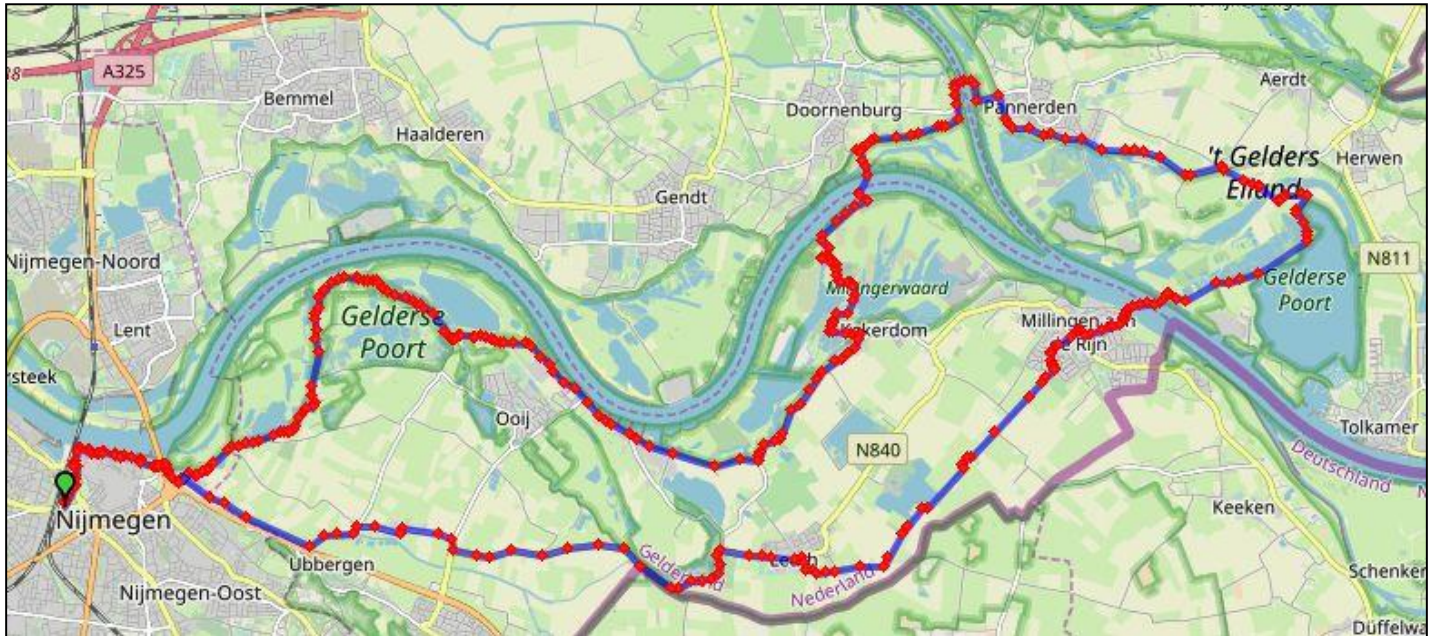 A325
Bemmel
Haalderen
Doornenburg
Pannerden
Aerdt
't Gelders
Eiland
Herwen
Gendt
Nijmegen-Noord
N811
Gelderse
Poort
Lent
Gelderse
Poort
Millingerwaard
Kekerdom
Millingen aan
de Rijn
Ooij
N840
Tolkamer
Deutschland
Keeken
Nijmegen
Ubbergen
Gelderland
Leuth
Nederland
Nijmegen-Oost